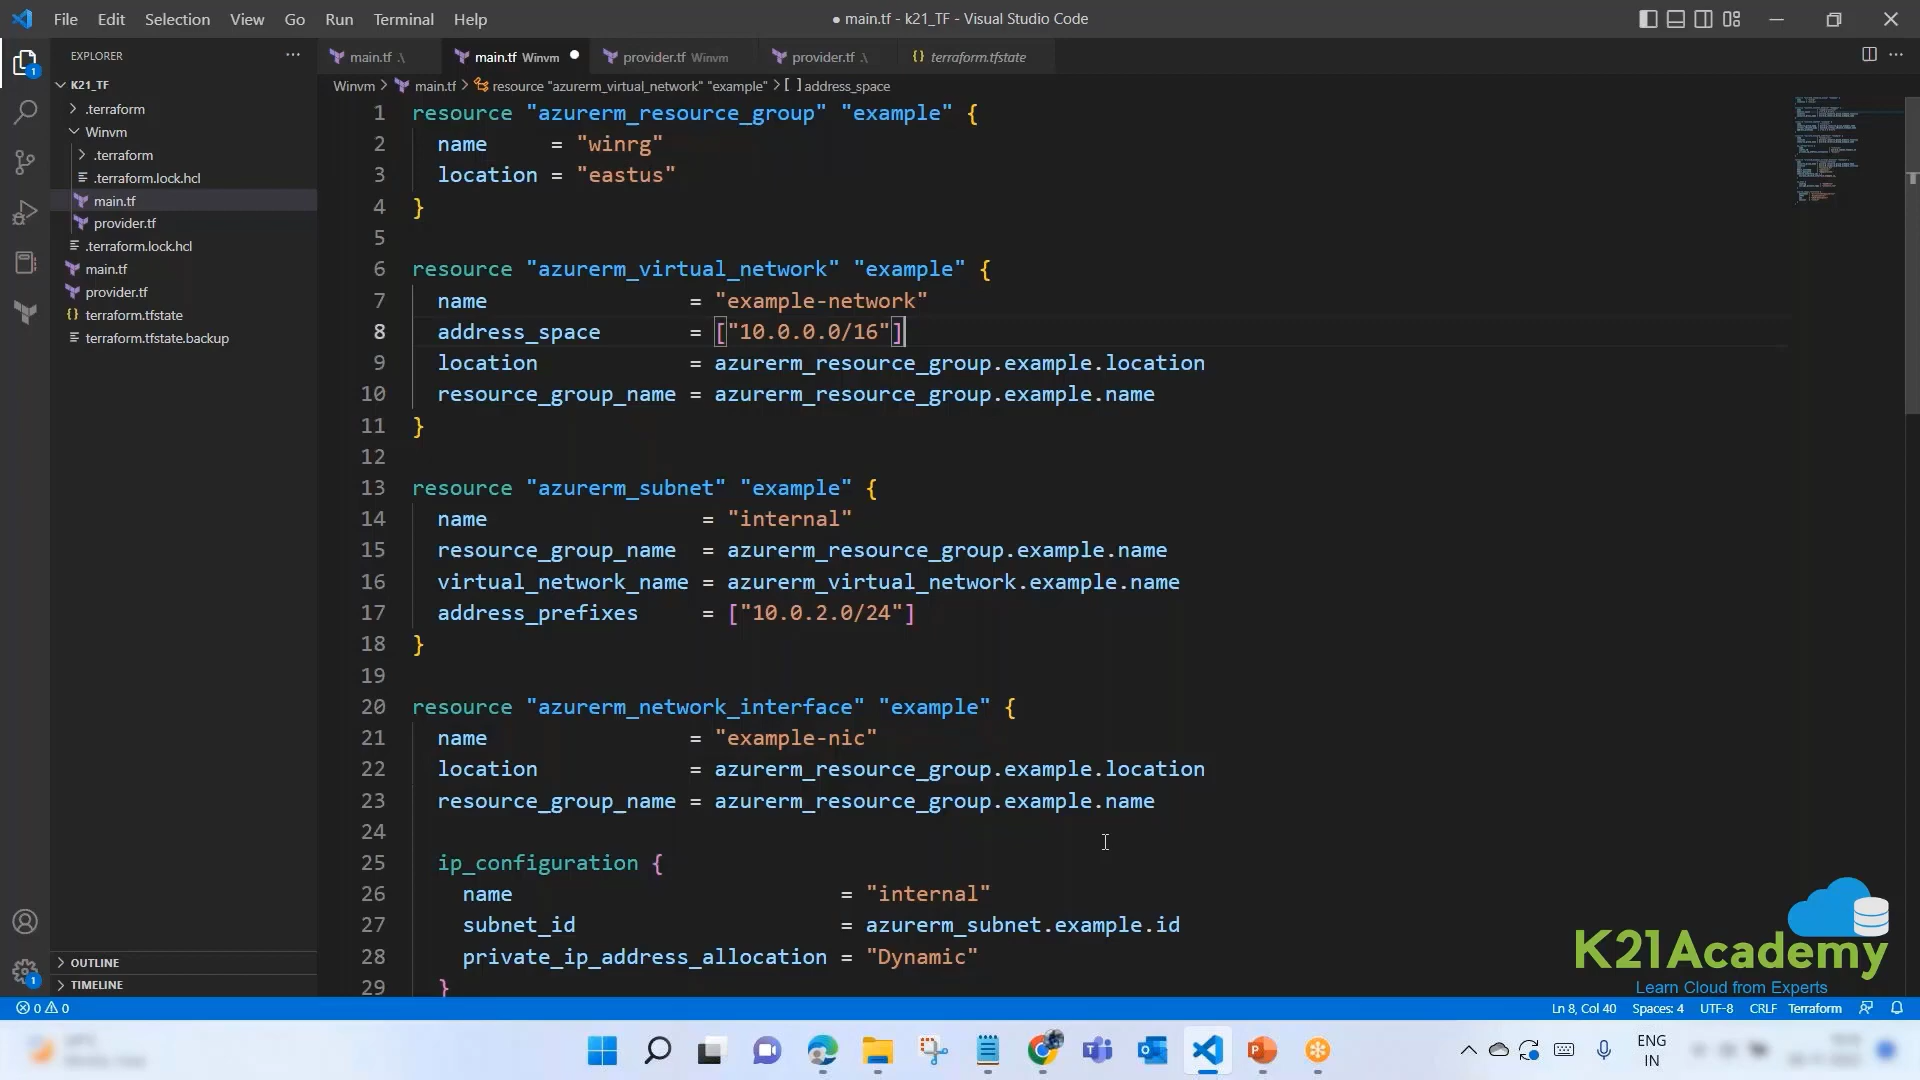 File Edit Selection View Go Run Terminal Help
● main.tf - k21_TF - Visual Studio Code
EXPLORER
main.tf .\
main.tf Winvm
provider.tf Winvm
provider.tf .\
{} terraform.tfstate
Winvm > main.tf > resource "azurerm_virtual_network" "example" > [ ] address_space
K21_TF
.terraform
Winvm
.terraform
.terraform.lock.hcl
main.tf
provider.tf
.terraform.lock.hcl
main.tf
provider.tf
{} terraform.tfstate
terraform.tfstate.backup
OUTLINE
TIMELINE
1 resource "azurerm_resource_group" "example" {
2 name = "winrg"
3 location = "eastus"
4 }
5
6 resource "azurerm_virtual_network" "example" {
7 name = "example-network"
8 address_space = ["10.0.0.0/16"]
9 location = azurerm_resource_group.example.location
10 resource_group_name = azurerm_resource_group.example.name
11 }
12
13 resource "azurerm_subnet" "example" {
14 name = "internal"
15 resource_group_name = azurerm_resource_group.example.name
16 virtual_network_name = azurerm_virtual_network.example.name
17 address_prefixes = ["10.0.2.0/24"]
18 }
19
20 resource "azurerm_network_interface" "example" {
21 name = "example-nic"
22 location = azurerm_resource_group.example.location
23 resource_group_name = azurerm_resource_group.example.name
24
25 ip_configuration {
26 name = "internal"
27 subnet_id = azurerm_subnet.example.id
28 private_ip_address_allocation = "Dynamic"
29 }
K21Academy
Learn Cloud from Experts
0 0
Ln 8, Col 40 Spaces: 4 UTF-8 CRLF Terraform
ENG
IN